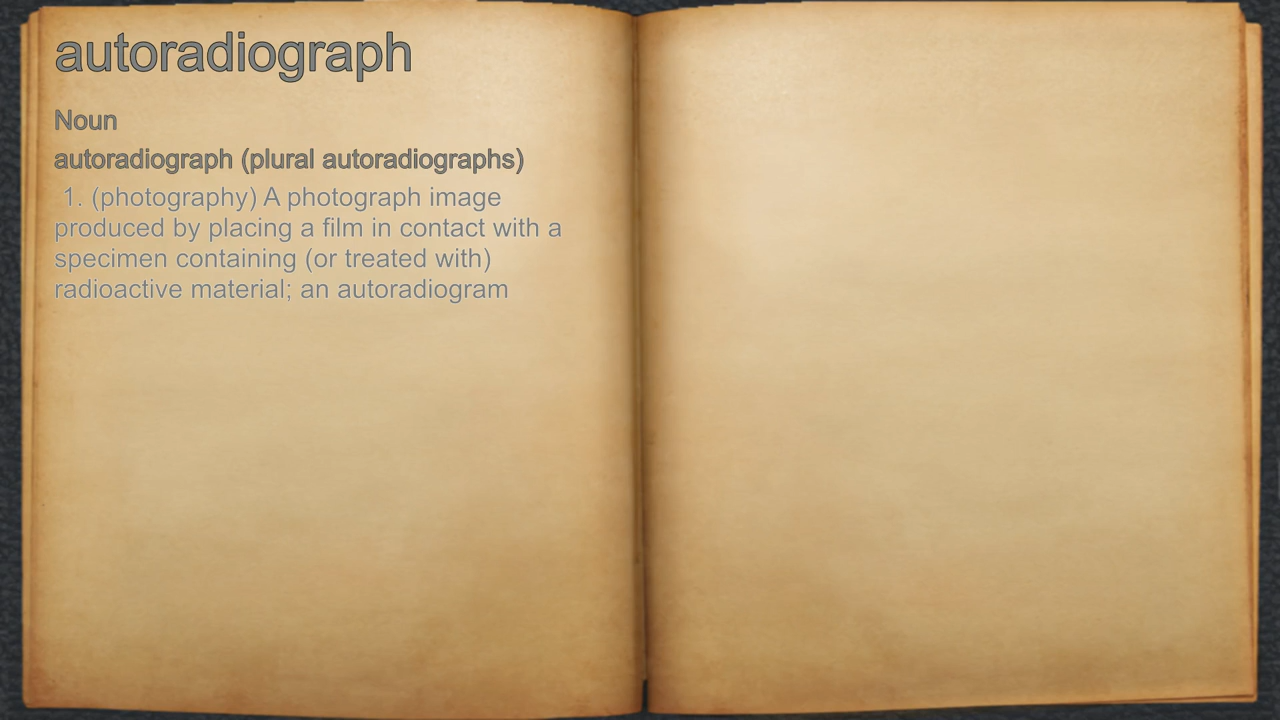 autoradiograph
Noun
autoradiograph (plural autoradiographs)
1. (photography) A photograph image
produced by placing a film in contact with a
specimen containing (or treated with)
radioactive material; an autoradiogram